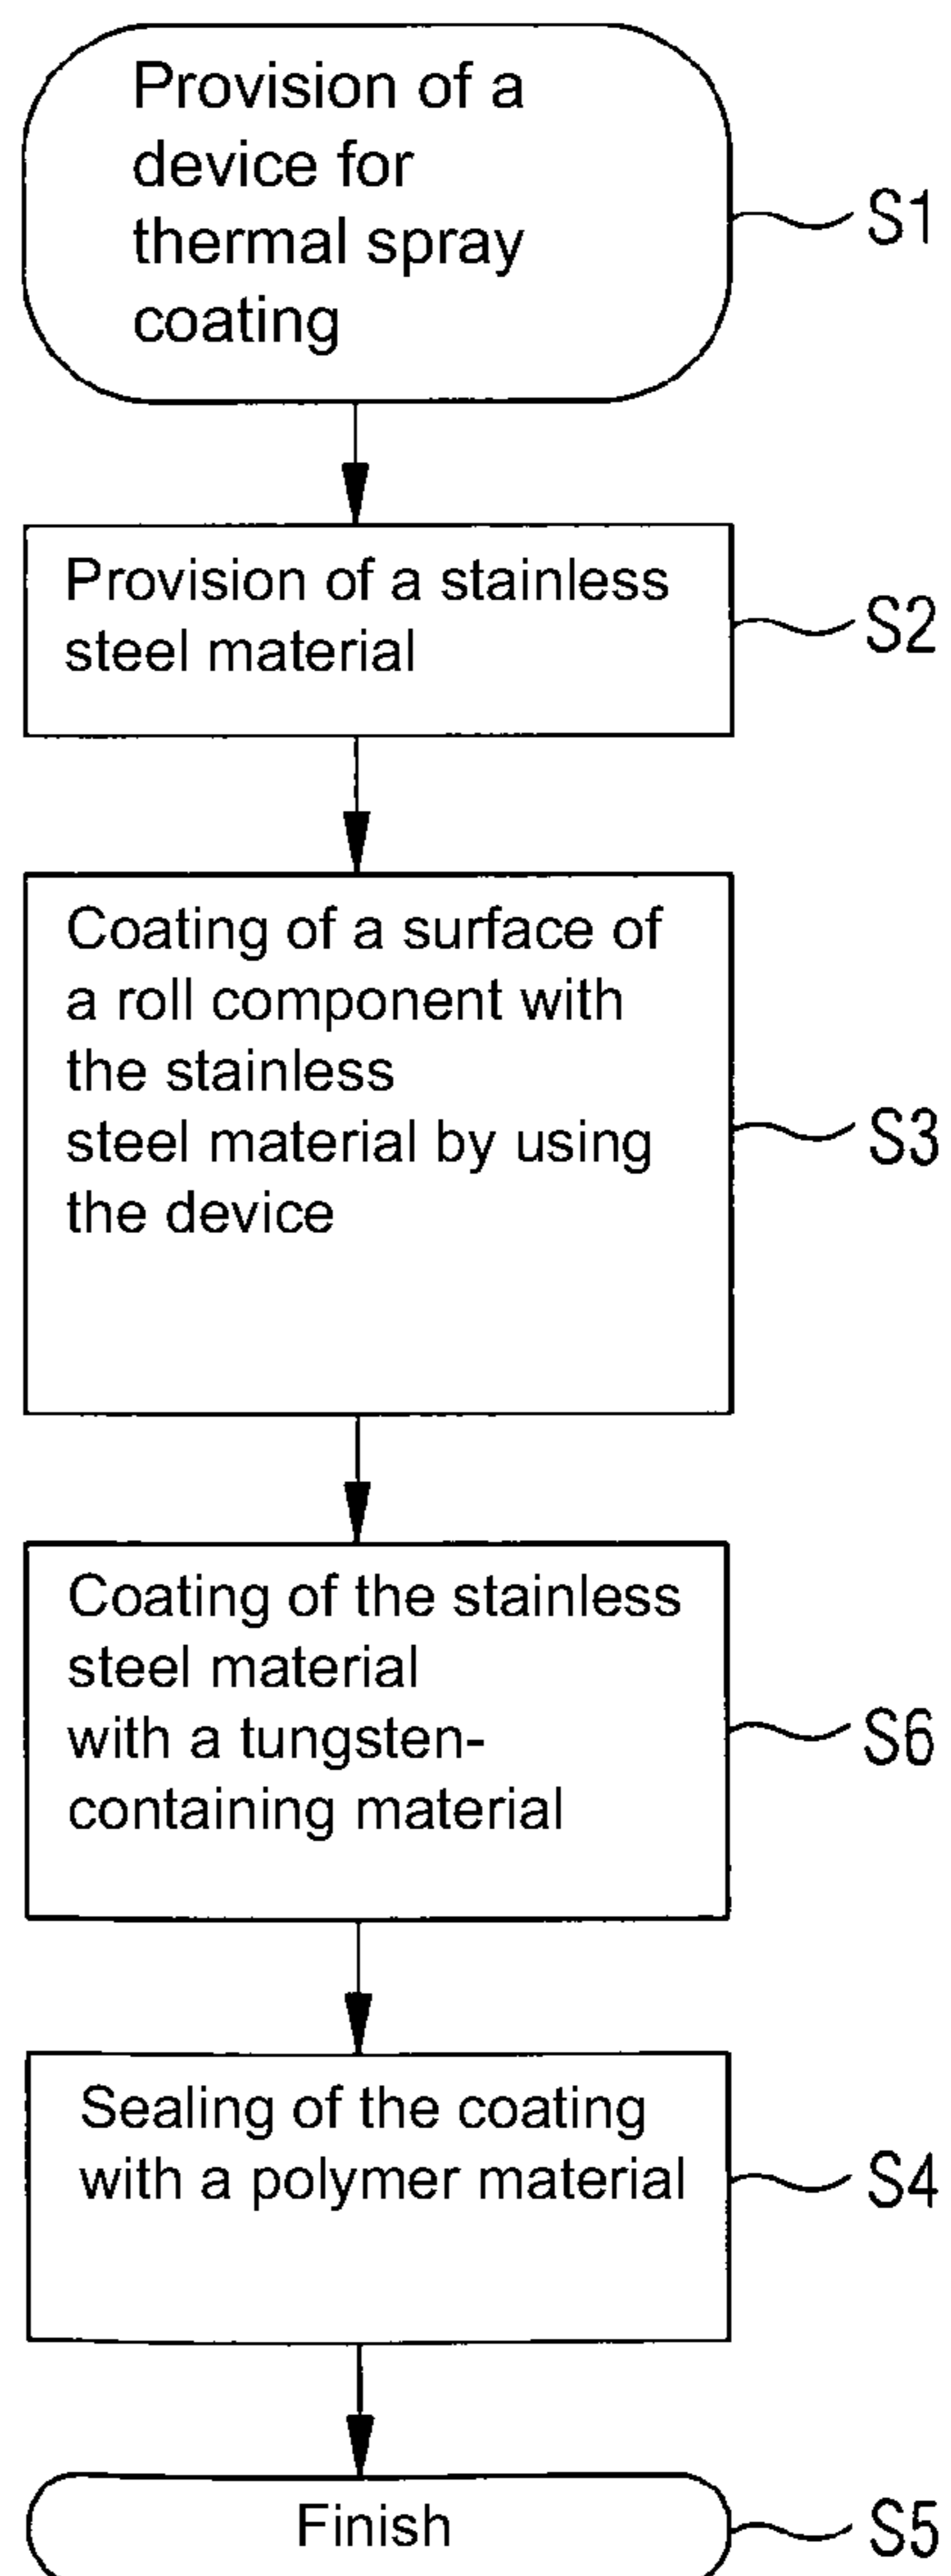 Provision of a
device for
thermal spray
coating
S1
Provision of a stainless
steel material
S2
Coating of a surface of
a roll component with
the stainless
steel material by using
the device
S3
Coating of the stainless
steel material
with a tungsten-
containing material
S6
Sealing of the coating
with a polymer material
S4
Finish
S5